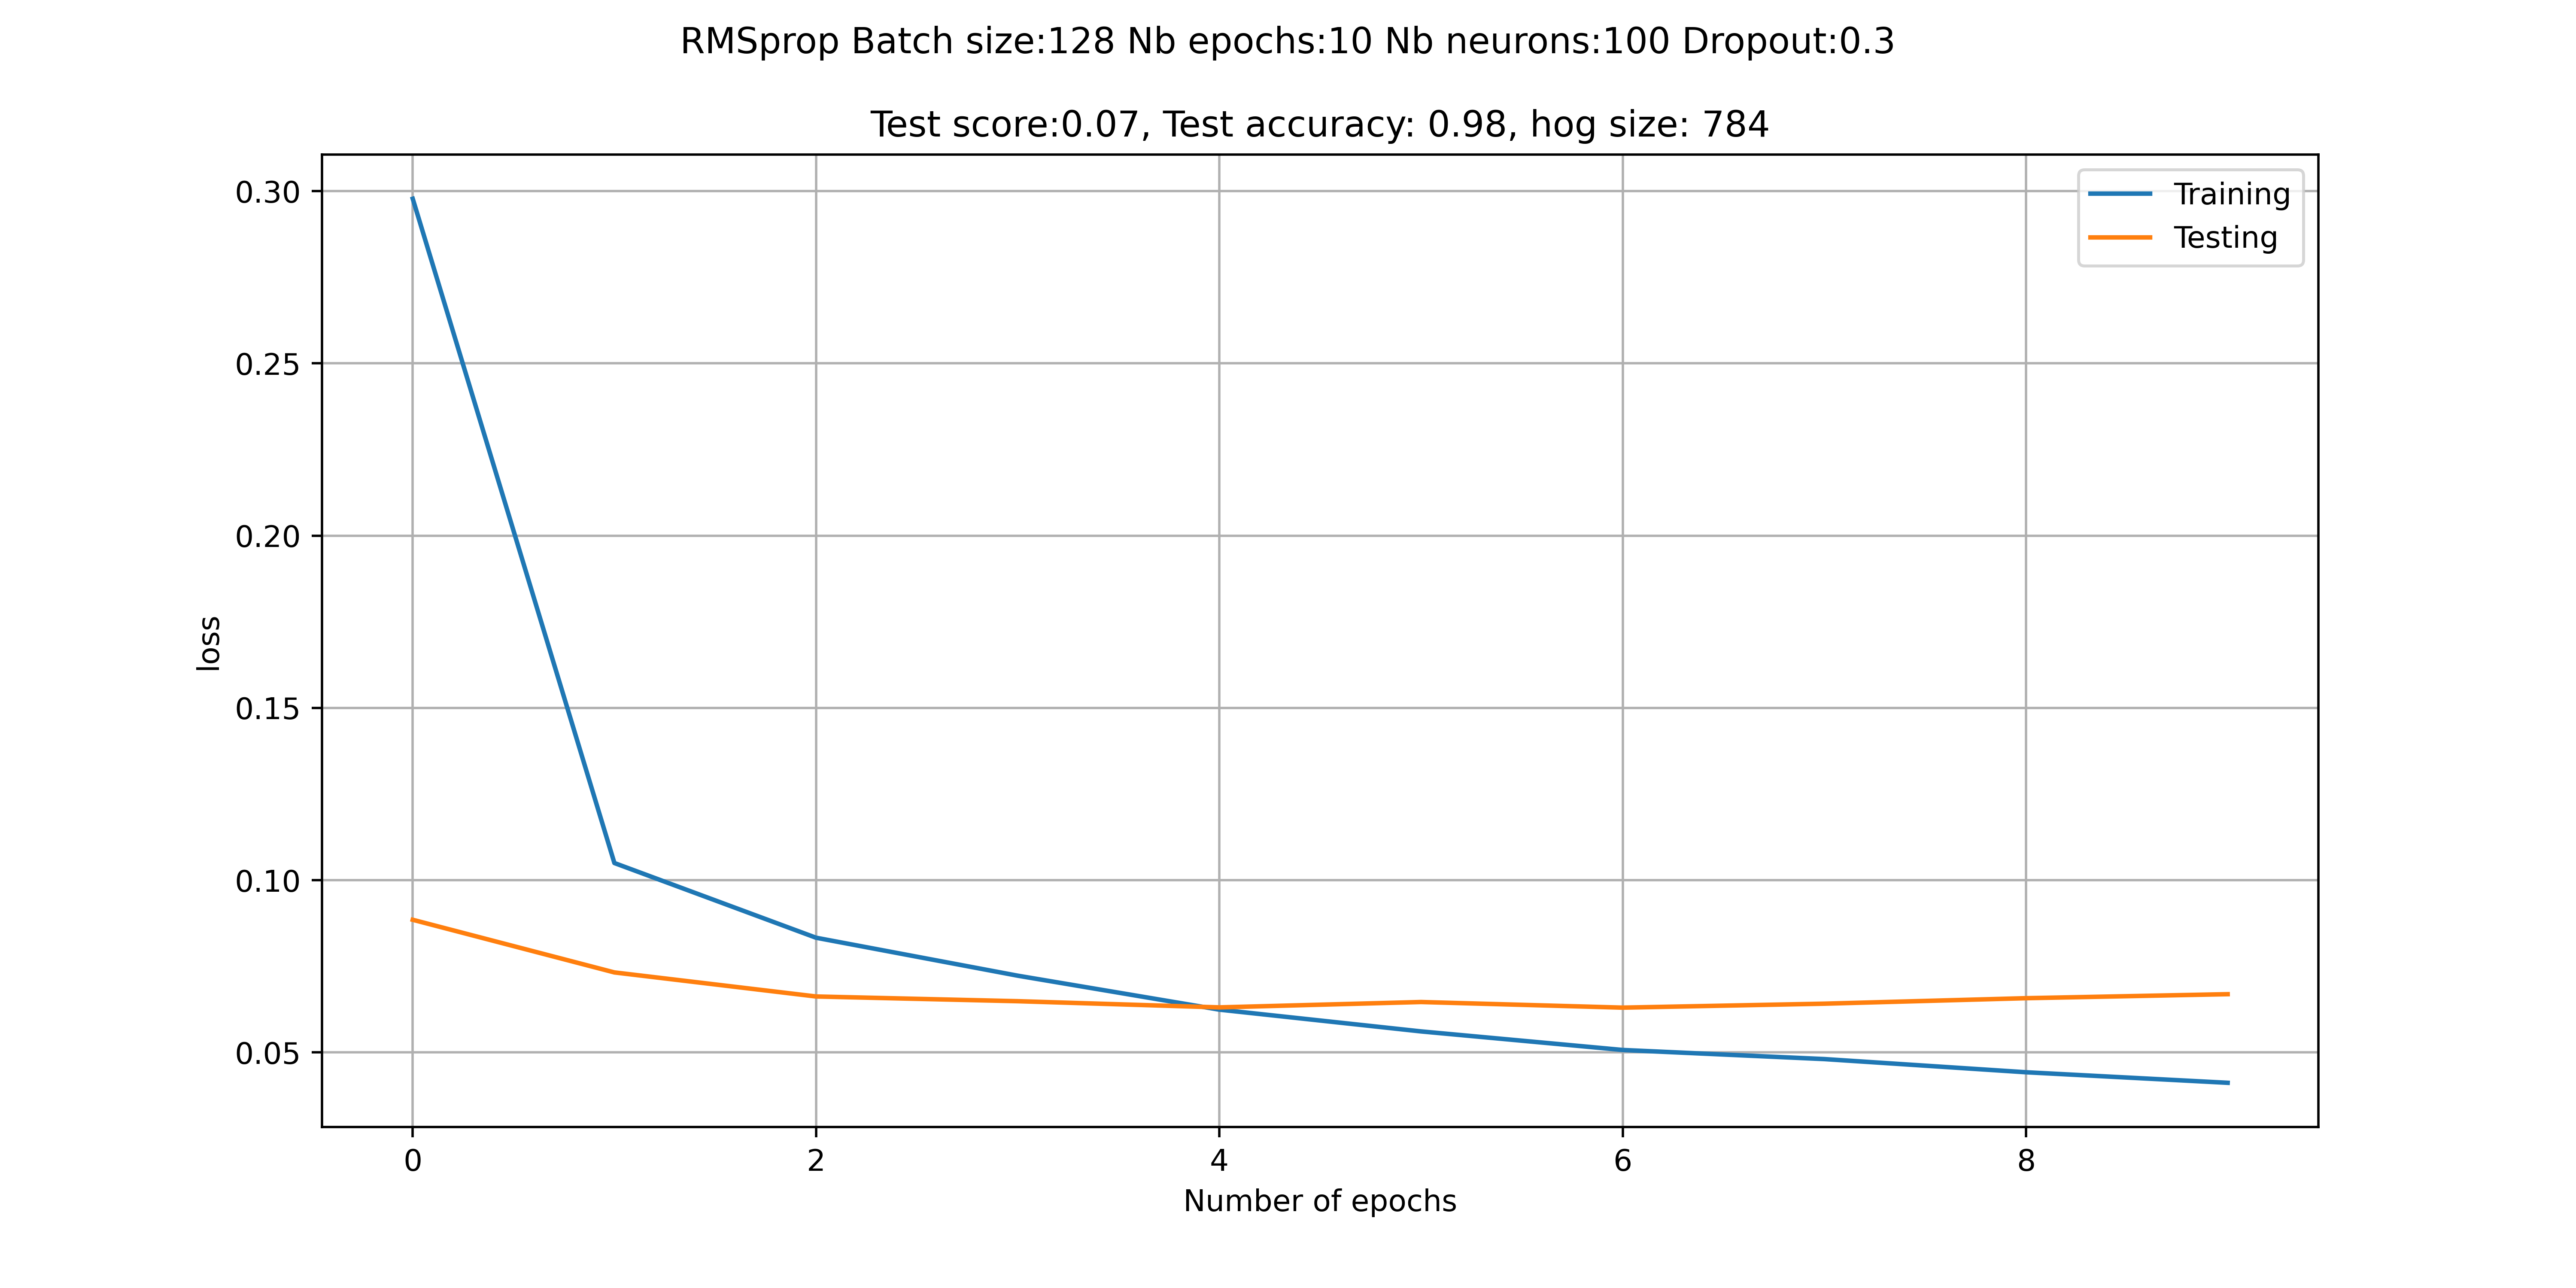 RMSprop Batch size:128 Nb epochs:10 Nb neurons:100 Dropout:0.3
Test score:0.07, Test accuracy: 0.98, hog size: 784
Training
Testing
0.30
0.25
0.20
0.15
0.10
0.05
loss
0 2 4 6 8
Number of epochs